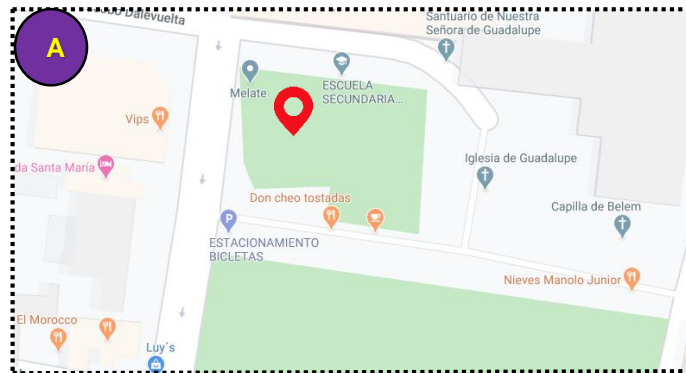 A
Dalevuelta
Santuario de Nuestra
Señora de Guadalupe
Melate
ESCUELA
SECUNDARIA...
Vips
da Santa María
Iglesia de Guadalupe
Don cheo tostadas
Capilla de Belem
P
ESTACIONAMIENTO
BICLETAS
Nieves Manolo Junior
El Morocco
Luy´s